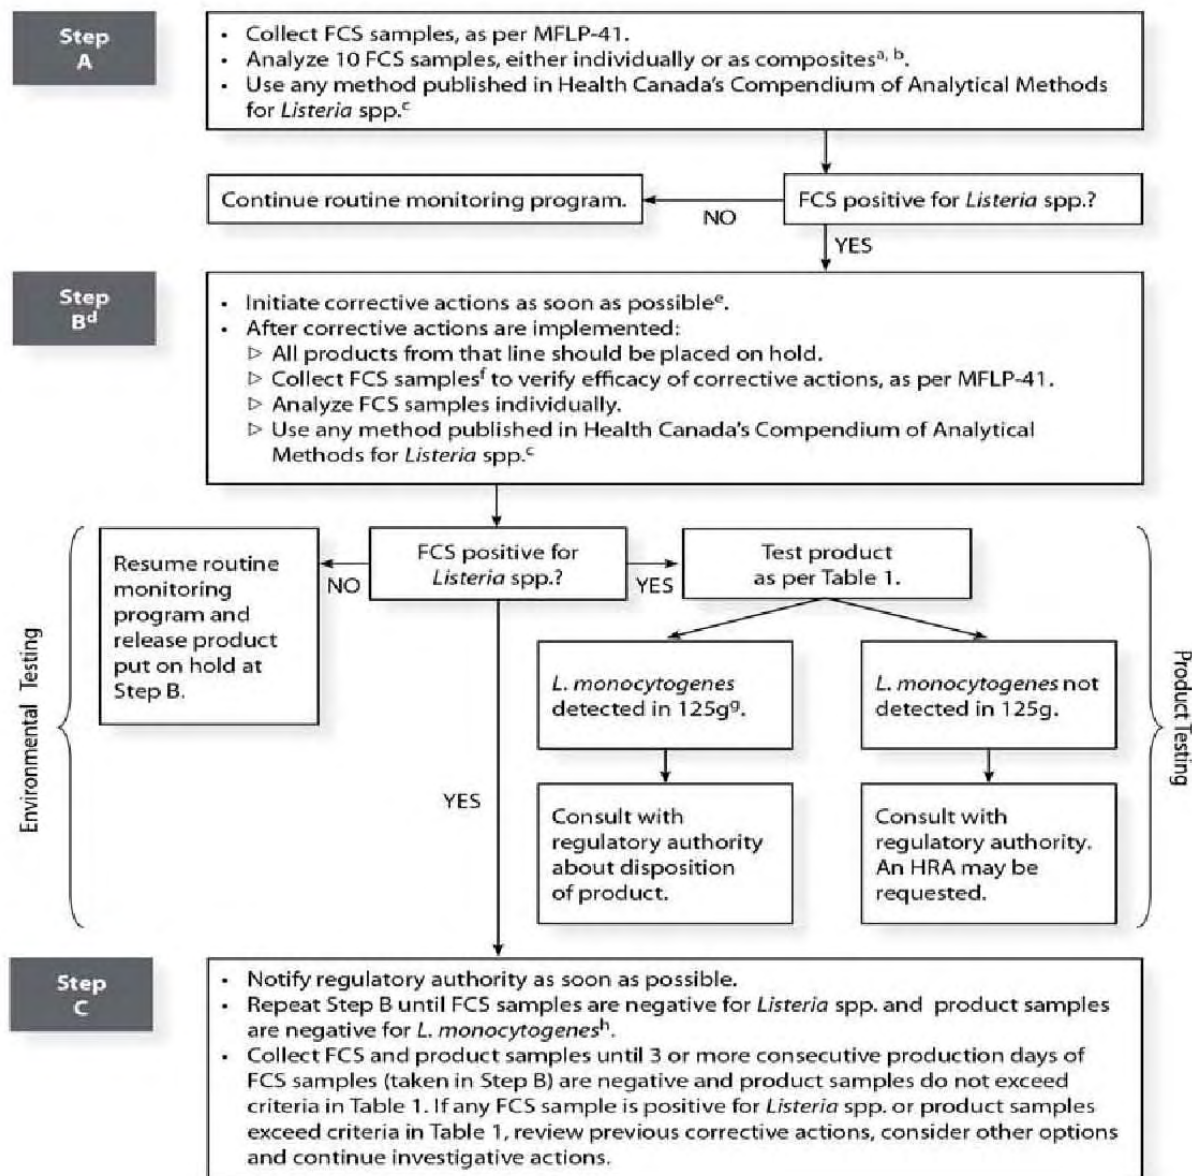 Step
A
• Collect FCS samples, as per MFLP-41.
• Analyze 10 FCS samples, either individually or as composites^a, b.
• Use any method published in Health Canada's Compendium of Analytical Methods
for Listeria spp.^c
Continue routine monitoring program.
NO
FCS positive for Listeria spp.?
YES
Step
B^d
• Initiate corrective actions as soon as possible^e.
• After corrective actions are implemented:
▷ All products from that line should be placed on hold.
▷ Collect FCS samples^f to verify efficacy of corrective actions, as per MFLP-41.
▷ Analyze FCS samples individually.
▷ Use any method published in Health Canada's Compendium of Analytical
Methods for Listeria spp.^c
Environmental Testing
Resume routine
monitoring
program and
release product
put on hold at
Step B.
NO
FCS positive for
Listeria spp.?
YES
Test product
as per Table 1.
L. monocytogenes
detected in 125g^g.
L. monocytogenes not
detected in 125g.
Product Testing
YES
Consult with
regulatory authority
about disposition
of product.
Consult with
regulatory authority.
An HRA may be
requested.
Step
C
• Notify regulatory authority as soon as possible.
• Repeat Step B until FCS samples are negative for Listeria spp. and product samples
are negative for L. monocytogenes^h.
• Collect FCS and product samples until 3 or more consecutive production days of
FCS samples (taken in Step B) are negative and product samples do not exceed
criteria in Table 1. If any FCS sample is positive for Listeria spp. or product samples
exceed criteria in Table 1, review previous corrective actions, consider other options
and continue investigative actions.